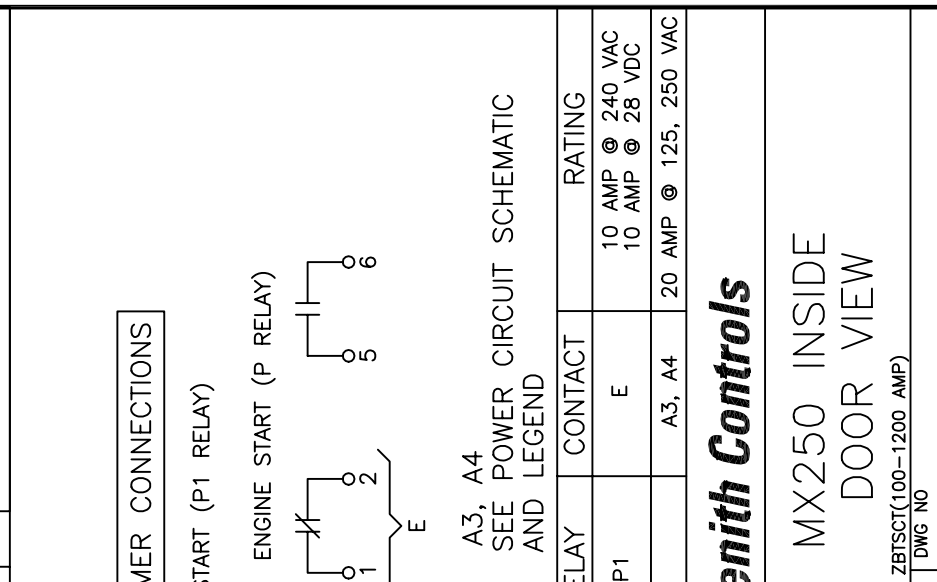 MER CONNECTIONS
START (P1 RELAY)
ENGINE START (P RELAY)
1 2 5 6
E
A3, A4
SEE POWER CIRCUIT SCHEMATIC
AND LEGEND
ELAY CONTACT RATING
P1 E 10 AMP @ 240 VAC
10 AMP @ 28 VDC
A3, A4 20 AMP @ 125, 250 VAC
enith Controls
MX250 INSIDE
DOOR VIEW
ZBTSCT(100-1200 AMP)
DWG NO